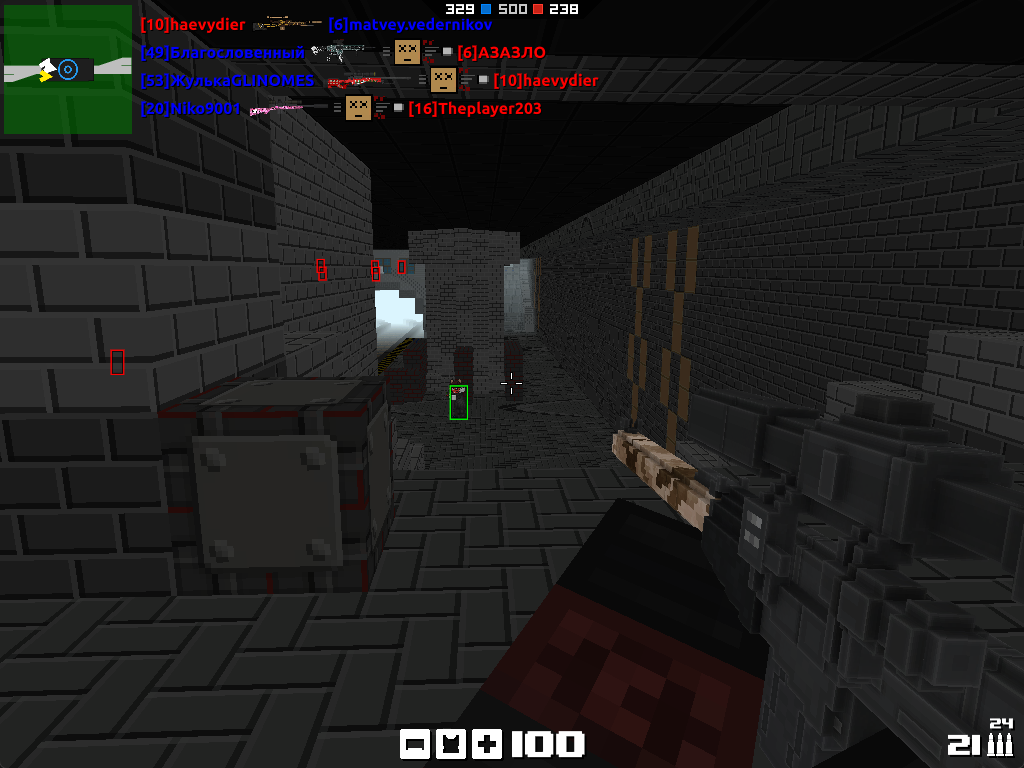 329 500 238
[10]haevydier [6]matvey.vedernikov
[49]Благословенный [6]АЗАЗЛО
[53]ЖулькаGLINOMES [10]haevydier
[20]Niko9001 [16]Theplayer203
24
100 21